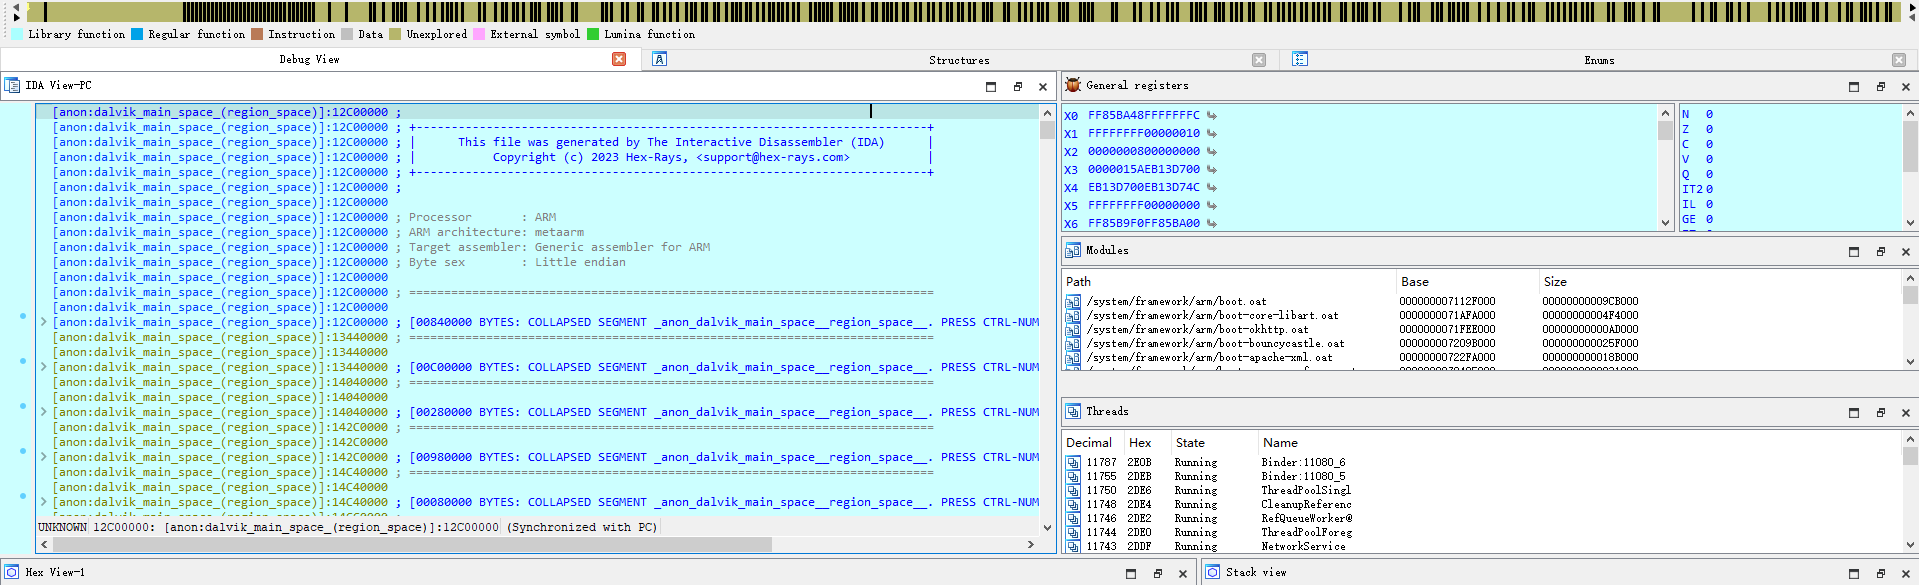 Library function Regular function Instruction Data Unexplored External symbol Lumina function
Debug View Structures Enums
IDA View-PC
[anon:dalvik_main_space_(region_space)]:12C00000 ;
[anon:dalvik_main_space_(region_space)]:12C00000 ; +-------------------------------------------------------------------------+
[anon:dalvik_main_space_(region_space)]:12C00000 ; |      This file was generated by The Interactive Disassembler (IDA)      |
[anon:dalvik_main_space_(region_space)]:12C00000 ; |           Copyright (c) 2023 Hex-Rays, <support@hex-rays.com>           |
[anon:dalvik_main_space_(region_space)]:12C00000 ; +-------------------------------------------------------------------------+
[anon:dalvik_main_space_(region_space)]:12C00000 ;
[anon:dalvik_main_space_(region_space)]:12C00000
[anon:dalvik_main_space_(region_space)]:12C00000 ; Processor       : ARM
[anon:dalvik_main_space_(region_space)]:12C00000 ; ARM architecture: metaarm
[anon:dalvik_main_space_(region_space)]:12C00000 ; Target assembler: Generic assembler for ARM
[anon:dalvik_main_space_(region_space)]:12C00000 ; Byte sex        : Little endian
[anon:dalvik_main_space_(region_space)]:12C00000
[anon:dalvik_main_space_(region_space)]:12C00000 ; ===========================================================================
[anon:dalvik_main_space_(region_space)]:12C00000
[anon:dalvik_main_space_(region_space)]:12C00000 ; [00840000 BYTES: COLLAPSED SEGMENT _anon_dalvik_main_space__region_space__. PRESS CTRL-NUM
[anon:dalvik_main_space_(region_space)]:13440000 ; ===========================================================================
[anon:dalvik_main_space_(region_space)]:13440000
[anon:dalvik_main_space_(region_space)]:13440000 ; [00C00000 BYTES: COLLAPSED SEGMENT _anon_dalvik_main_space__region_space__. PRESS CTRL-NUM
[anon:dalvik_main_space_(region_space)]:14040000 ; ===========================================================================
[anon:dalvik_main_space_(region_space)]:14040000
[anon:dalvik_main_space_(region_space)]:14040000 ; [00280000 BYTES: COLLAPSED SEGMENT _anon_dalvik_main_space__region_space__. PRESS CTRL-NUM
[anon:dalvik_main_space_(region_space)]:142C0000 ; ===========================================================================
[anon:dalvik_main_space_(region_space)]:142C0000
[anon:dalvik_main_space_(region_space)]:142C0000 ; [00980000 BYTES: COLLAPSED SEGMENT _anon_dalvik_main_space__region_space__. PRESS CTRL-NUM
[anon:dalvik_main_space_(region_space)]:14C40000 ; ===========================================================================
[anon:dalvik_main_space_(region_space)]:14C40000
[anon:dalvik_main_space_(region_space)]:14C40000 ; [00080000 BYTES: COLLAPSED SEGMENT _anon_dalvik_main_space__region_space__. PRESS CTRL-NUM
UNKNOWN 12C00000: [anon:dalvik_main_space_(region_space)]:12C00000 (Synchronized with PC)
General registers
X0 FF85BA48FFFFFFFC
X1 FFFFFFFF00000010
X2 0000000800000000
X3 0000015AEB13D700
X4 EB13D700EB13D74C
X5 FFFFFFFF00000000
X6 FF85B9F0FF85BA00
N 0
Z 0
C 0
V 0
Q 0
IT2 0
IL 0
GE 0
Modules
Path Base Size
/system/framework/arm/boot.oat 000000007112F000 00000000009CB000
/system/framework/arm/boot-core-libart.oat 0000000071AFA000 00000000004F4000
/system/framework/arm/boot-okhttp.oat 0000000071FEE000 00000000000AD000
/system/framework/arm/boot-bouncycastle.oat 000000007209B000 000000000025F000
/system/framework/arm/boot-apache-xml.oat 00000000722FA000 000000000018B000
Threads
Decimal Hex State Name
11787 2E0B Running Binder:11080_6
11755 2DEB Running Binder:11080_5
11750 2DE6 Running ThreadPoolSingl
11748 2DE4 Running CleanupReferenc
11746 2DE2 Running RefQueueWorker@
11744 2DE0 Running ThreadPoolForeg
11743 2DDF Running NetworkService
Hex View-1
Stack view